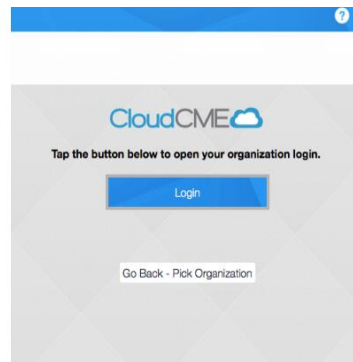 ?
CloudCME
Tap the button below to open your organization login.
Login
Go Back - Pick Organization